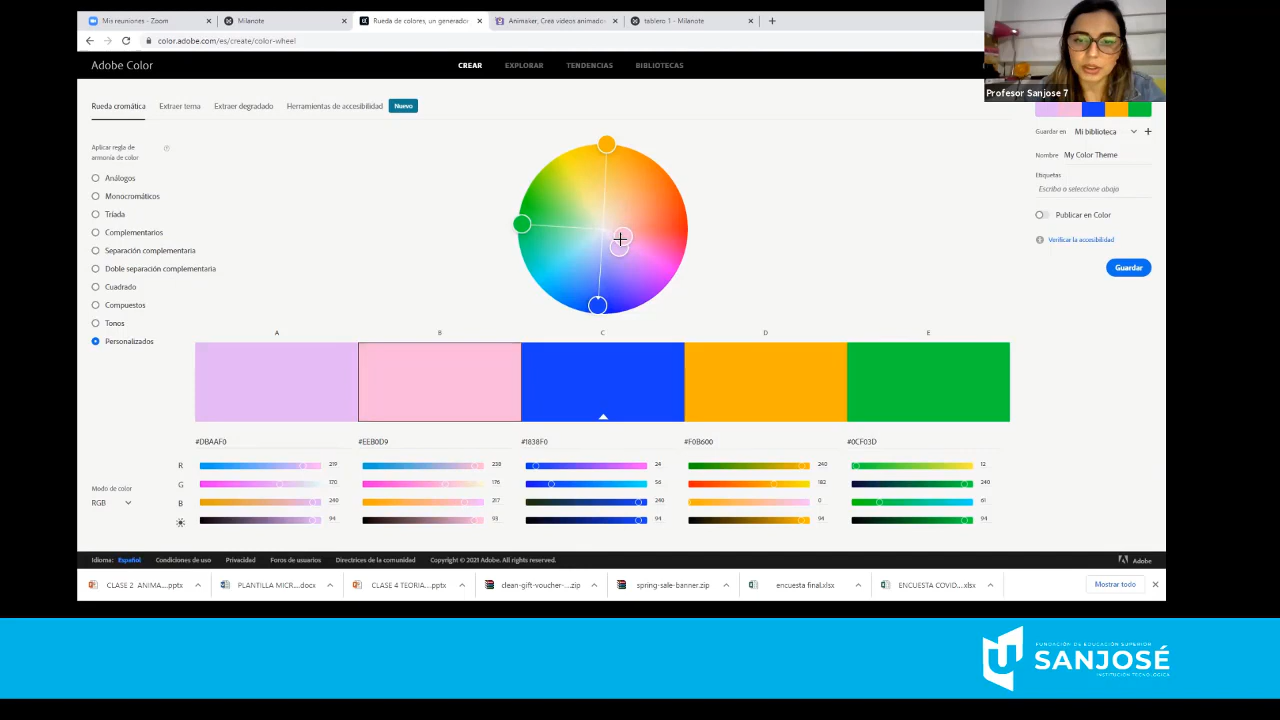 Mis reuniones - Zoom
Milanote
Rueda de colores, un generador
Animaker, Crea videos animados
tablero 1 - Milanote
color.adobe.com/es/create/color-wheel
Adobe Color
CREAR
EXPLORAR
TENDENCIAS
BIBLIOTECAS
Profesor Sanjose 7
Rueda cromática
Extraer tema
Extraer degradado
Herramientas de accesibilidad
Nuevo
Guardar en
Mi biblioteca
Nombre
My Color Theme
Etiquetas
Escriba o seleccione abajo
Publicar en Color
Verificar la accesibilidad
Guardar
Aplicar regla de
armonía de color
Análogos
Monocromáticos
Tríada
Complementarios
Separación complementaria
Doble separación complementaria
Cuadrado
Compuestos
Tonos
Personalizados
A
B
C
D
E
#DBAAF0
#EEB0D9
#1838F0
#F0B600
#0CF03D
R
219
238
24
240
12
G
170
176
56
182
240
B
240
217
240
0
61
94
93
94
94
94
Modo de color
RGB
Idioma:
Español
Condiciones de uso
Privacidad
Foros de usuarios
Directrices de la comunidad
Copyright © 2021 Adobe. All rights reserved.
Adobe
CLASE 2 ANIMA....pptx
PLANTILLA MICR....docx
CLASE 4 TEORIA....pptx
clean-gift-voucher-....zip
spring-sale-banner.zip
encuesta final.xlsx
ENCUESTA COVID....xlsx
Mostrar todo
FUNDACIÓN DE EDUCACIÓN SUPERIOR
SANJOSÉ
INSTITUCIÓN TECNOLÓGICA